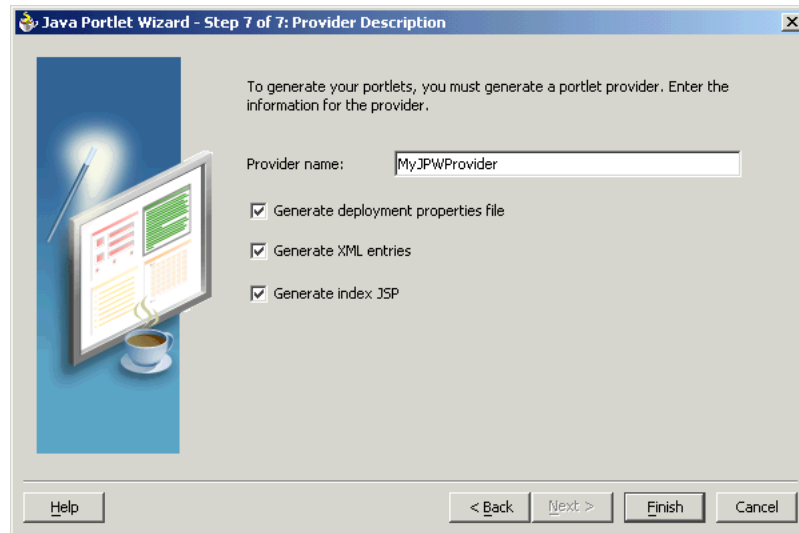 Java Portlet Wizard - Step 7 of 7: Provider Description
To generate your portlets, you must generate a portlet provider. Enter the
information for the provider.
Provider name: MyJPWProvider
Generate deployment properties file
Generate XML entries
Generate index JSP
Help < Back Next > Finish Cancel